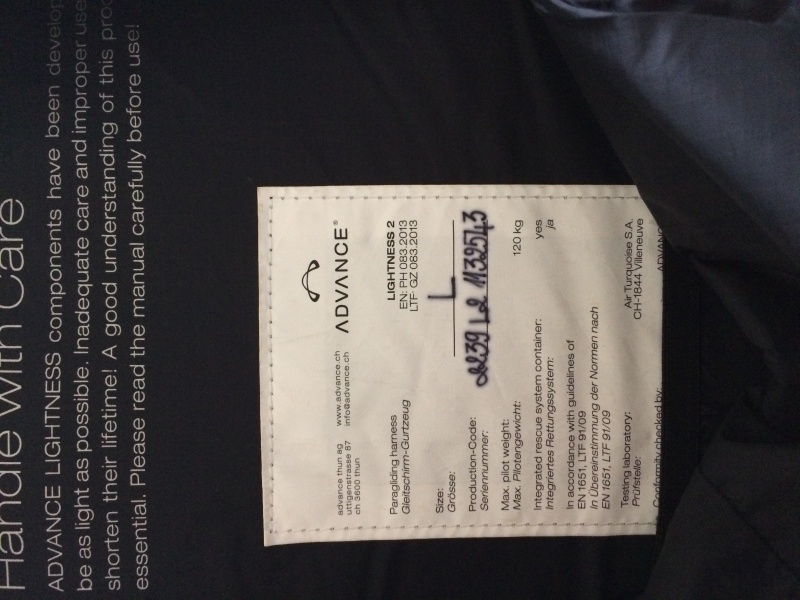 Handle with Care
ADVANCE LIGHTNESS components have been develop
be as light as possible. Inadequate care and improper use
shorten their lifetime! A good understanding of this prod
essential. Please read the manual carefully before use!
ADVANCE®
advance thun ag www.advance.ch
uttigenstrasse 87 info@advance.ch
ch 3600 thun
Paragliding harness LIGHTNESS 2
Gleitschirm-Gurtzeug EN: PH 083.2013
LTF: GZ 083.2013
Size: L
Grösse:
Production-Code:
Seriennummer:
Max. pilot weight: 120 kg
Max. Pilotengewicht:
Integrated rescue system container: yes
Integriertes Rettungssystem: ja
In accordance with guidelines of
EN 1651, LTF 91/09
In Übereinstimmung der Normen nach
EN 1651, LTF 91/09
Testing laboratory: Air Turquoise S.A.
Prüfstelle: CH-1844 Villeneuve
Conformity checked by: ADVANC